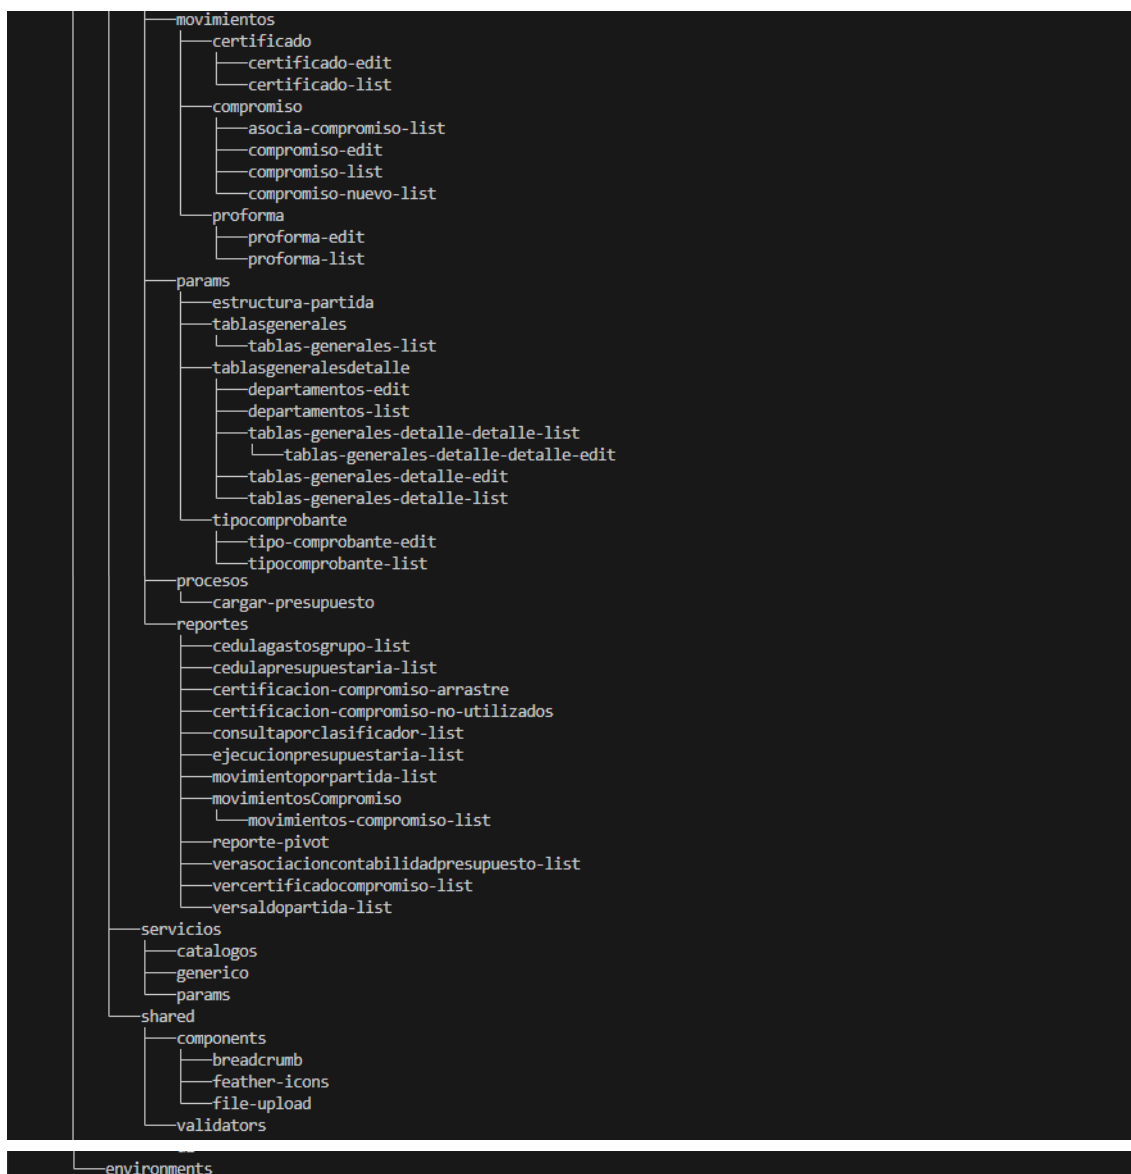 movimientos
certificado
certificado-edit
certificado-list
compromiso
asocia-compromiso-list
compromiso-edit
compromiso-list
compromiso-nuevo-list
proforma
proforma-edit
proforma-list
params
estructura-partida
tablasgenerales
tablas-generales-list
tablasgeneralesdetalle
departamentos-edit
departamentos-list
tablas-generales-detalle-detalle-list
tablas-generales-detalle-detalle-edit
tablas-generales-detalle-edit
tablas-generales-detalle-list
tipocomprobante
tipo-comprobante-edit
tipocomprobante-list
procesos
cargar-presupuesto
reportes
cedulagastosgrupo-list
cedulapresupuestaria-list
certificacion-compromiso-arrastre
certificacion-compromiso-no-utilizados
consultaporclasificador-list
ejecucionpresupuestaria-list
movimientoporpartida-list
movimientosCompromiso
movimientos-compromiso-list
reporte-pivot
verasociacioncontabilidadpresupuesto-list
vercertificadocompromiso-list
versaldopartida-list
servicios
catalogos
generico
params
shared
components
breadcrumb
feather-icons
file-upload
validators
environments